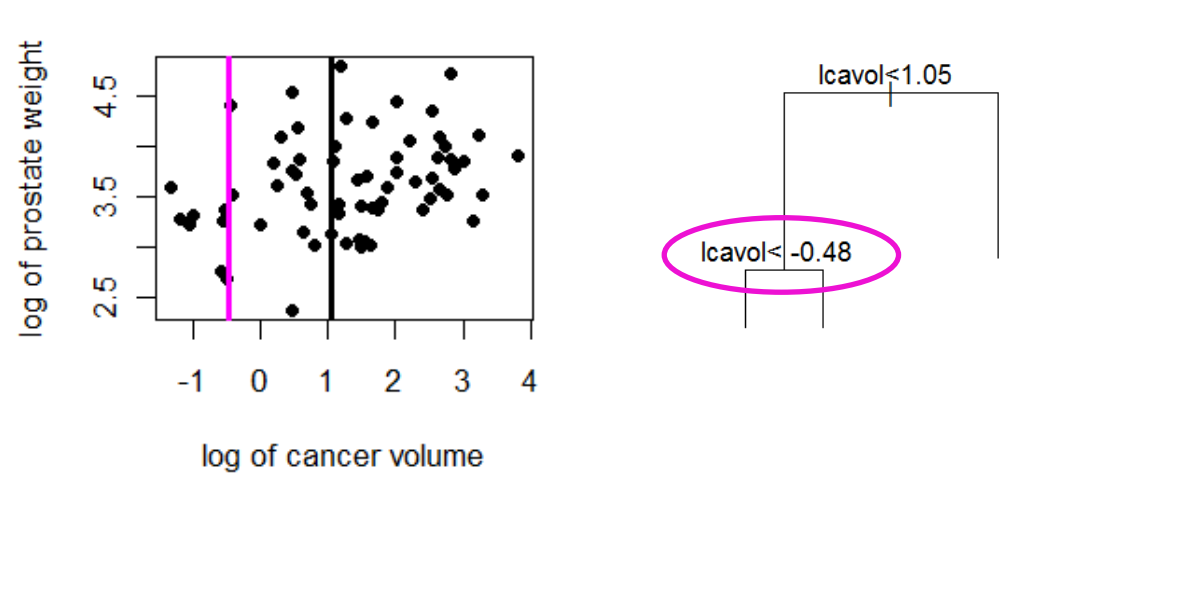 log of prostate weight
4.5
3.5
2.5
-1 0 1 2 3 4
log of cancer volume
lcavol<1.05
lcavol< -0.48